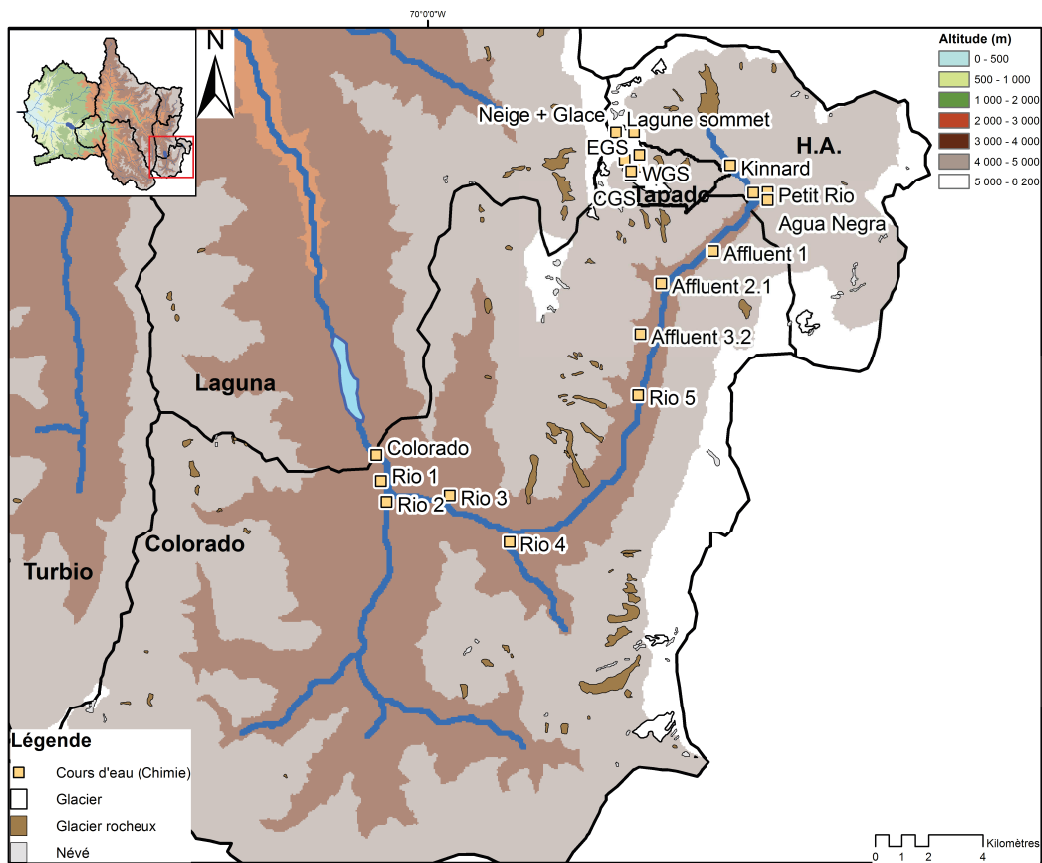 70°0'0"W
N
Altitude (m)
0 - 500
500 - 1 000
1 000 - 2 000
2 000 - 3 000
3 000 - 4 000
4 000 - 5 000
5 000 - 0 200
Neige + Glace
Lagune sommet
EGS
H.A.
WGS
Kinnard
CGS
Tapado
Petit Rio
Agua Negra
Affluent 1
Affluent 2.1
Affluent 3.2
Laguna
Rio 5
Colorado
Rio 1
Rio 2
Rio 3
Rio 4
Colorado
Turbio
Légende
Cours d'eau (Chimie)
Glacier
Glacier rocheux
Névé
Kilomètres
0 1 2 4